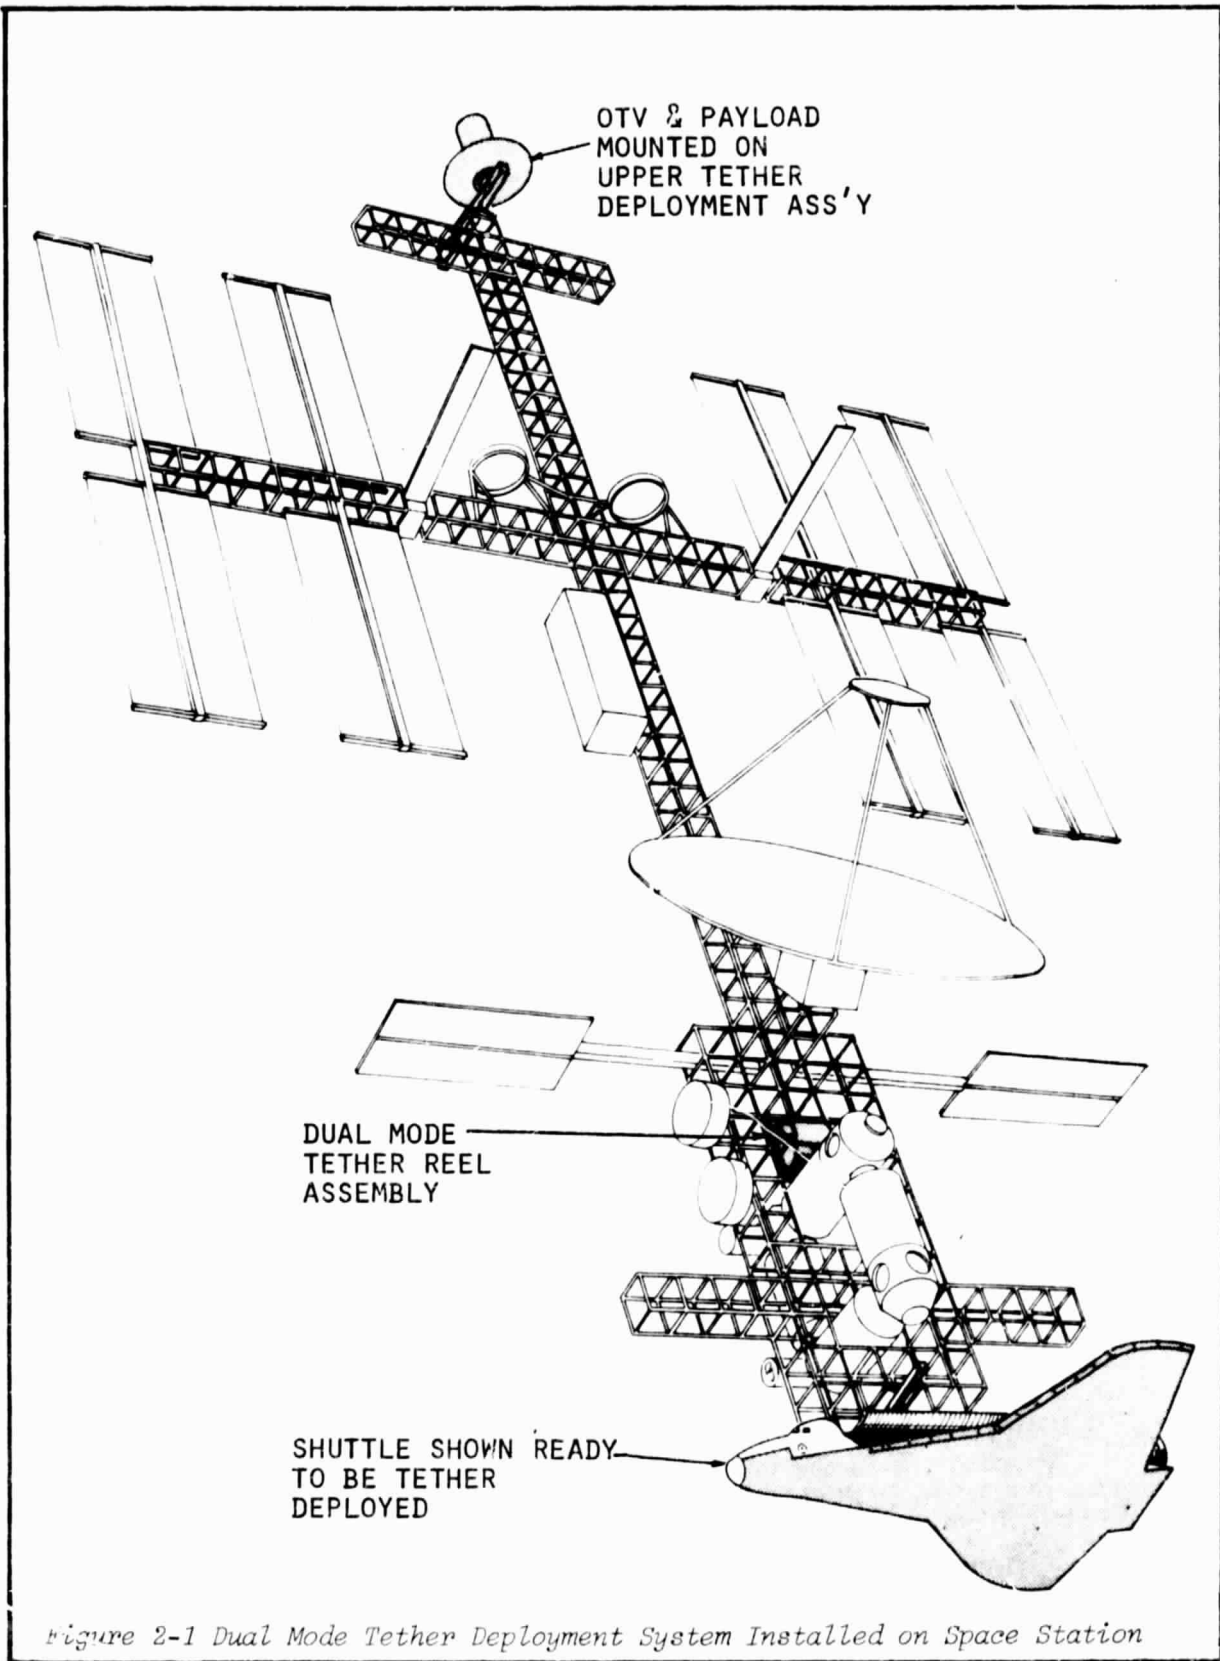 OTV & PAYLOAD
MOUNTED ON
UPPER TETHER
DEPLOYMENT ASS'Y
DUAL MODE
TETHER REEL
ASSEMBLY
SHUTTLE SHOWN READY
TO BE TETHER
DEPLOYED
Figure 2-1 Dual Mode Tether Deployment System Installed on Space Station